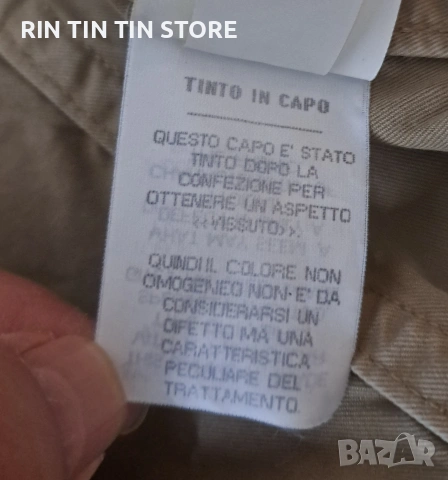 RIN TIN TIN STORE
TINTO IN CAPO
QUESTO CAPO E' STATO
TINTO DOPO LA
CONFEZIONE PER
OTTENERE UN ASPETTO
<<VISSUTO>>
QUINDI IL COLORE NON
OMOGENEO NON E' DA
CONSIDERARSI UN
DIFETTO MA UNA
CARATTERISTICA
PECULIARE DEL
TRATTAMENTO.
BAZAR